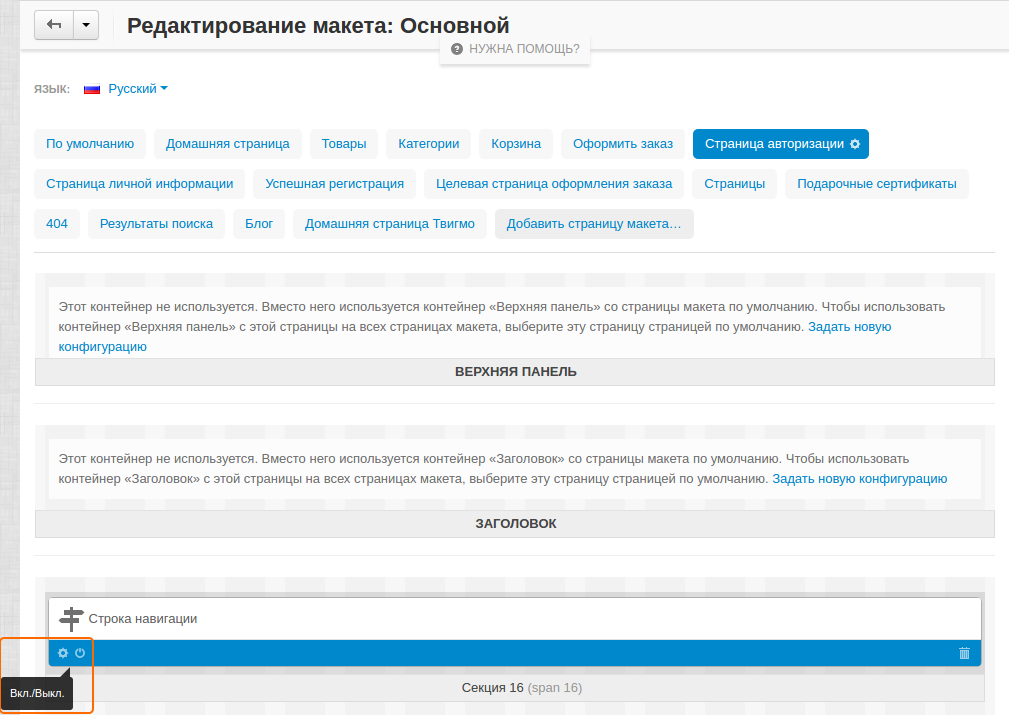 Редактирование макета: Основной
НУЖНА ПОМОЩЬ?
ЯЗЫК: Русский
По умолчанию Домашняя страница Товары Категории Корзина Оформить заказ Страница авторизации
Страница личной информации Успешная регистрация Целевая страница оформления заказа Страницы Подарочные сертификаты
404 Результаты поиска Блог Домашняя страница Твигмо Добавить страницу макета…
Этот контейнер не используется. Вместо него используется контейнер «Верхняя панель» со страницы макета по умолчанию. Чтобы использовать
контейнер «Верхняя панель» с этой страницы на всех страницах макета, выберите эту страницу страницей по умолчанию. Задать новую
конфигурацию
ВЕРХНЯЯ ПАНЕЛЬ
Этот контейнер не используется. Вместо него используется контейнер «Заголовок» со страницы макета по умолчанию. Чтобы использовать
контейнер «Заголовок» с этой страницы на всех страницах макета, выберите эту страницу страницей по умолчанию. Задать новую конфигурацию
ЗАГОЛОВОК
Строка навигации
Вкл./Выкл.
Секция 16 (span 16)